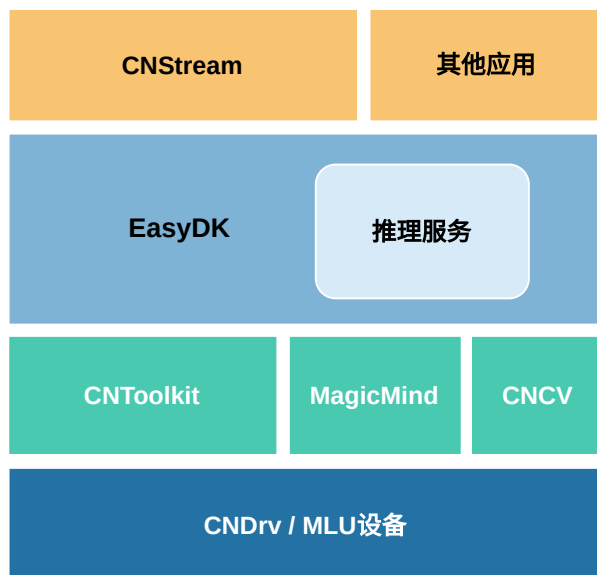 CNStream
其他应用
EasyDK
推理服务
CNToolkit
MagicMind
CNCV
CNDrv / MLU设备